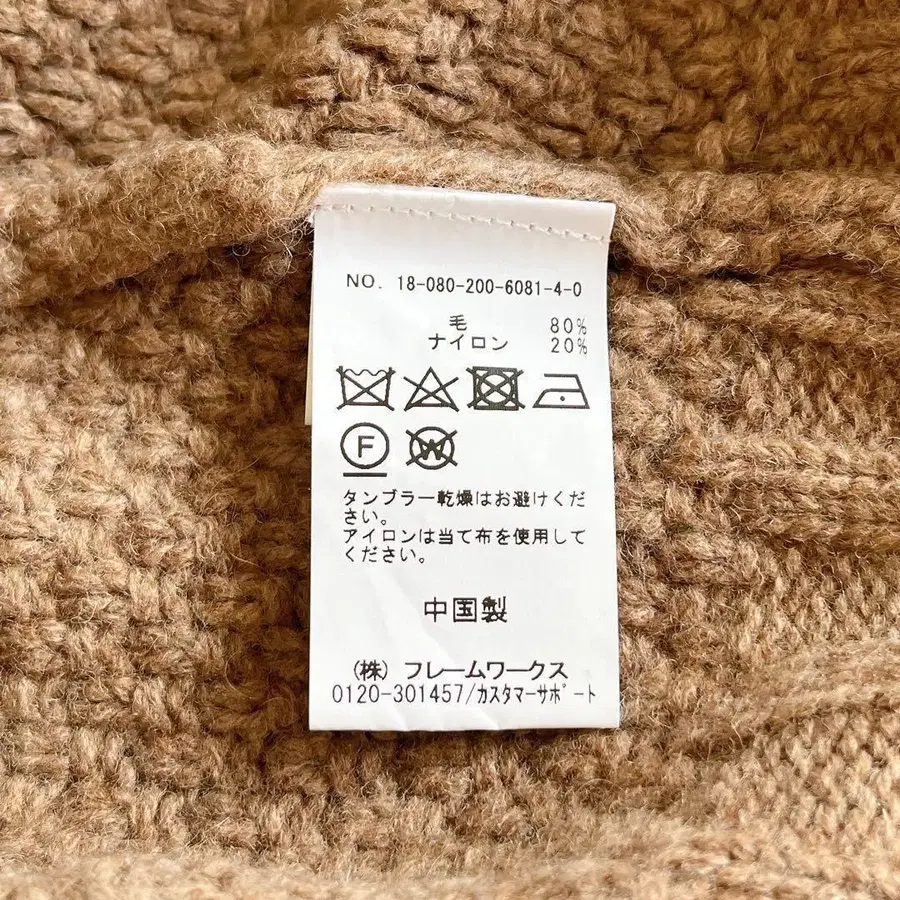 NO. 18-080-200-6081-4-0
毛 80%
ナイロン 20%
F W
タンブラー乾燥はお避けくだ
さい。
アイロンは当て布を使用して
ください。
中国製
(株) フレームワークス
0120-301457/ｶｽﾀﾏｰｻﾎﾟｰﾄ